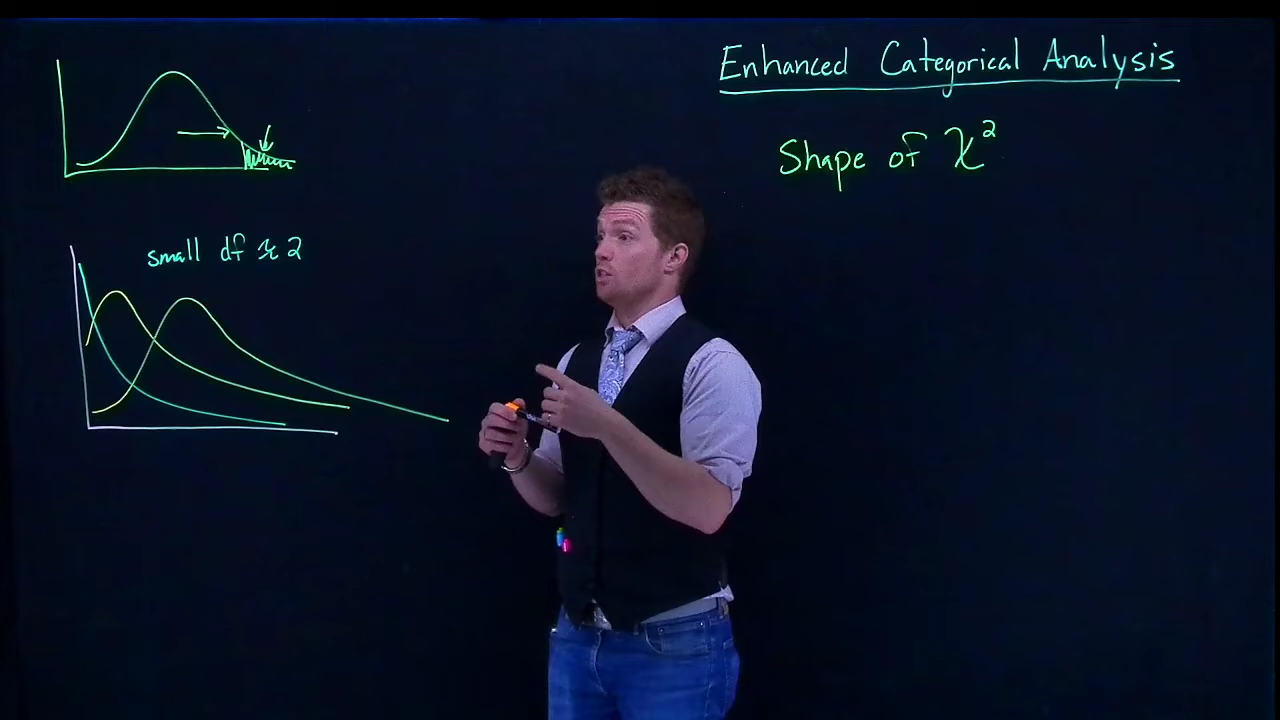 Enhanced Categorical Analysis
Shape of χ²
small df ≈ 2